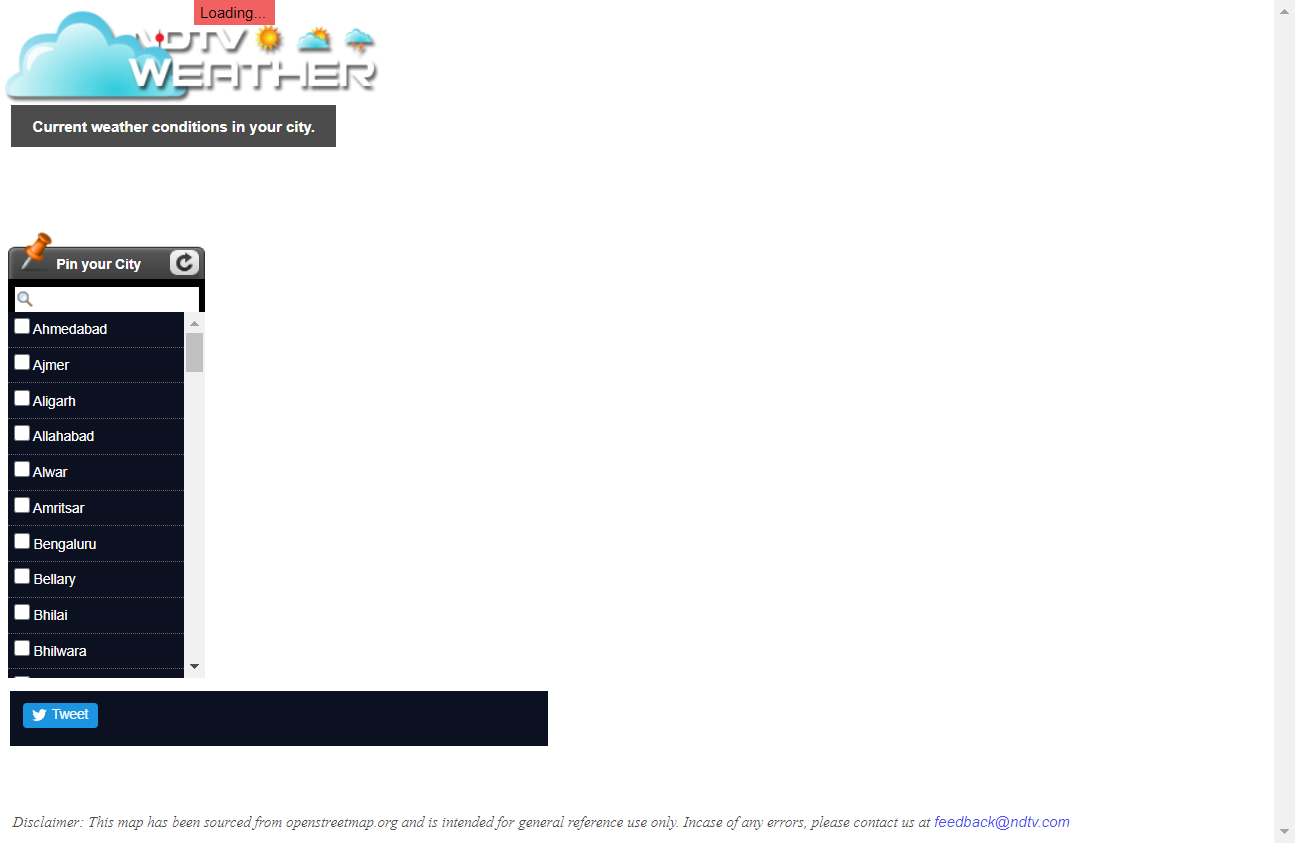 Loading...
NDTV
WEATHER
Current weather conditions in your city.
Pin your City
Ahmedabad
Ajmer
Aligarh
Allahabad
Alwar
Amritsar
Bengaluru
Bellary
Bhilai
Bhilwara
Tweet
Disclaimer: This map has been sourced from openstreetmap.org and is intended for general reference use only. Incase of any errors, please contact us at feedback@ndtv.com